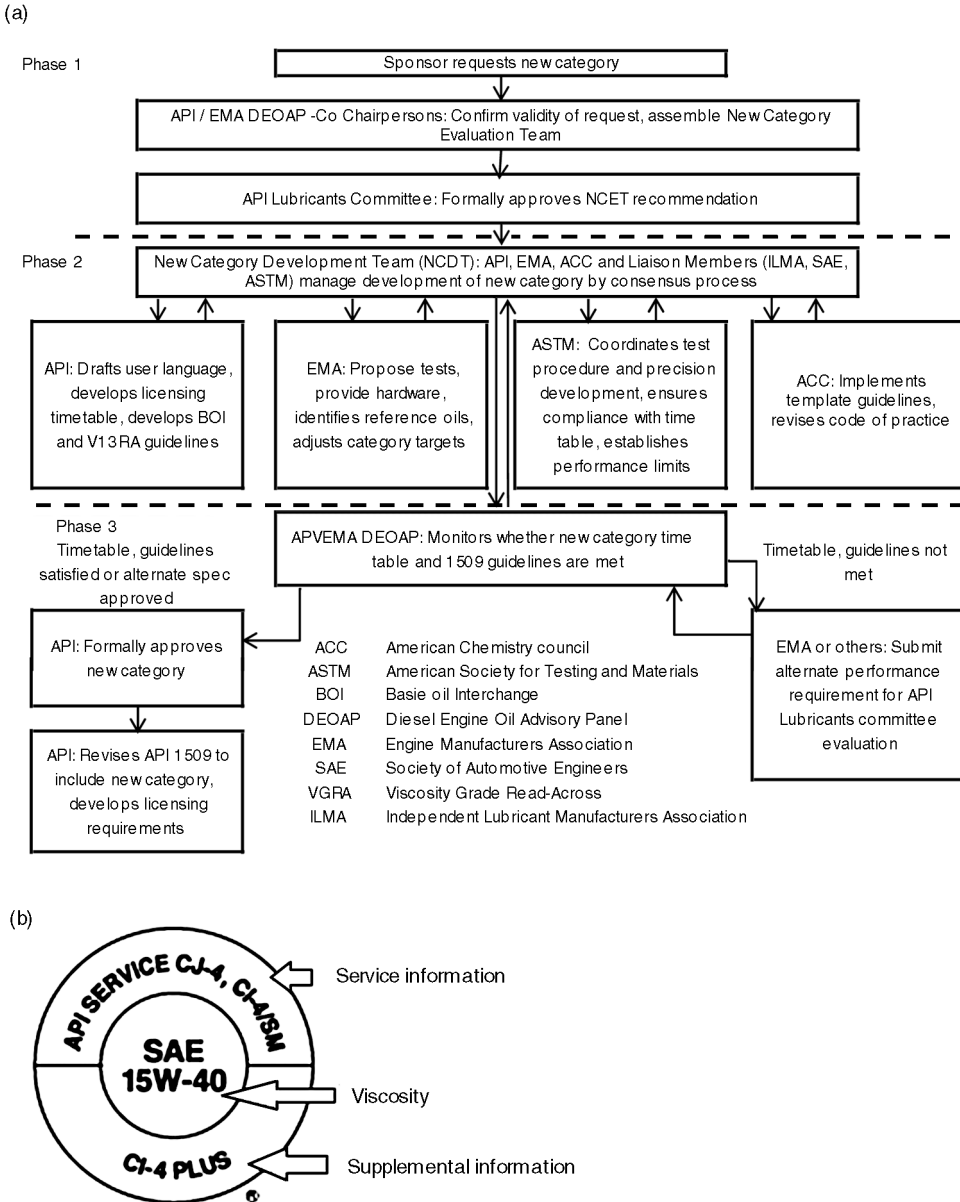 (a)
Phase 1
Sponsor requests new category
API / EMA DEOAP -Co Chairpersons: Confirm validity of request, assemble New Category
Evaluation Team
API Lubricants Committee: Formally approves NCET recommendation
Phase 2
New Category Development Team (NCDT): API, EMA, ACC and Liaison Members (ILMA, SAE,
ASTM) manage development of new category by consensus process
API: Drafts user language,
develops licensing
timetable, develops BOI
and V13RA guidelines
EMA: Propose tests,
provide hardware,
identifies reference oils,
adjusts category targets
ASTM: Coordinates test
procedure and precision
development, ensures
compliance with time
table, establishes
performance limits
ACC: Implements
template guidelines,
revises code of practice
Phase 3
Timetable, guidelines
satisfied or alternate spec
approved
APVEMA DEOAP: Monitors whether new category time
table and 1509 guidelines are met
Timetable, guidelines not
met
API: Formally approves
new category
API: Revises API 1509 to
include new category,
develops licensing
requirements
EMA or others: Submit
alternate performance
requirement for API
Lubricants committee
evaluation
ACC American Chemistry council
ASTM American Society for Testing and Materials
BOI Basie oil Interchange
DEOAP Diesel Engine Oil Advisory Panel
EMA Engine Manufacturers Association
SAE Society of Automotive Engineers
VGRA Viscosity Grade Read-Across
ILMA Independent Lubricant Manufacturers Association
(b)
API SERVICE CJ-4, CI-4/SM
SAE
15W-40
CI-4 PLUS
®
Service information
Viscosity
Supplemental information